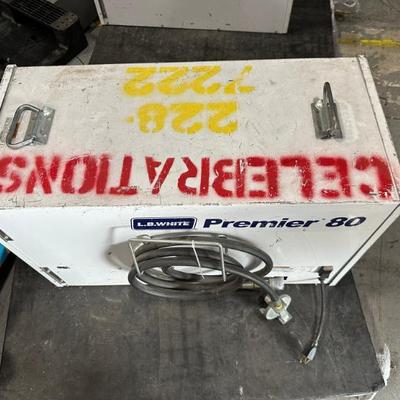 CELEBRATIONS
228-
7222
L.B.WHITE Premier 80